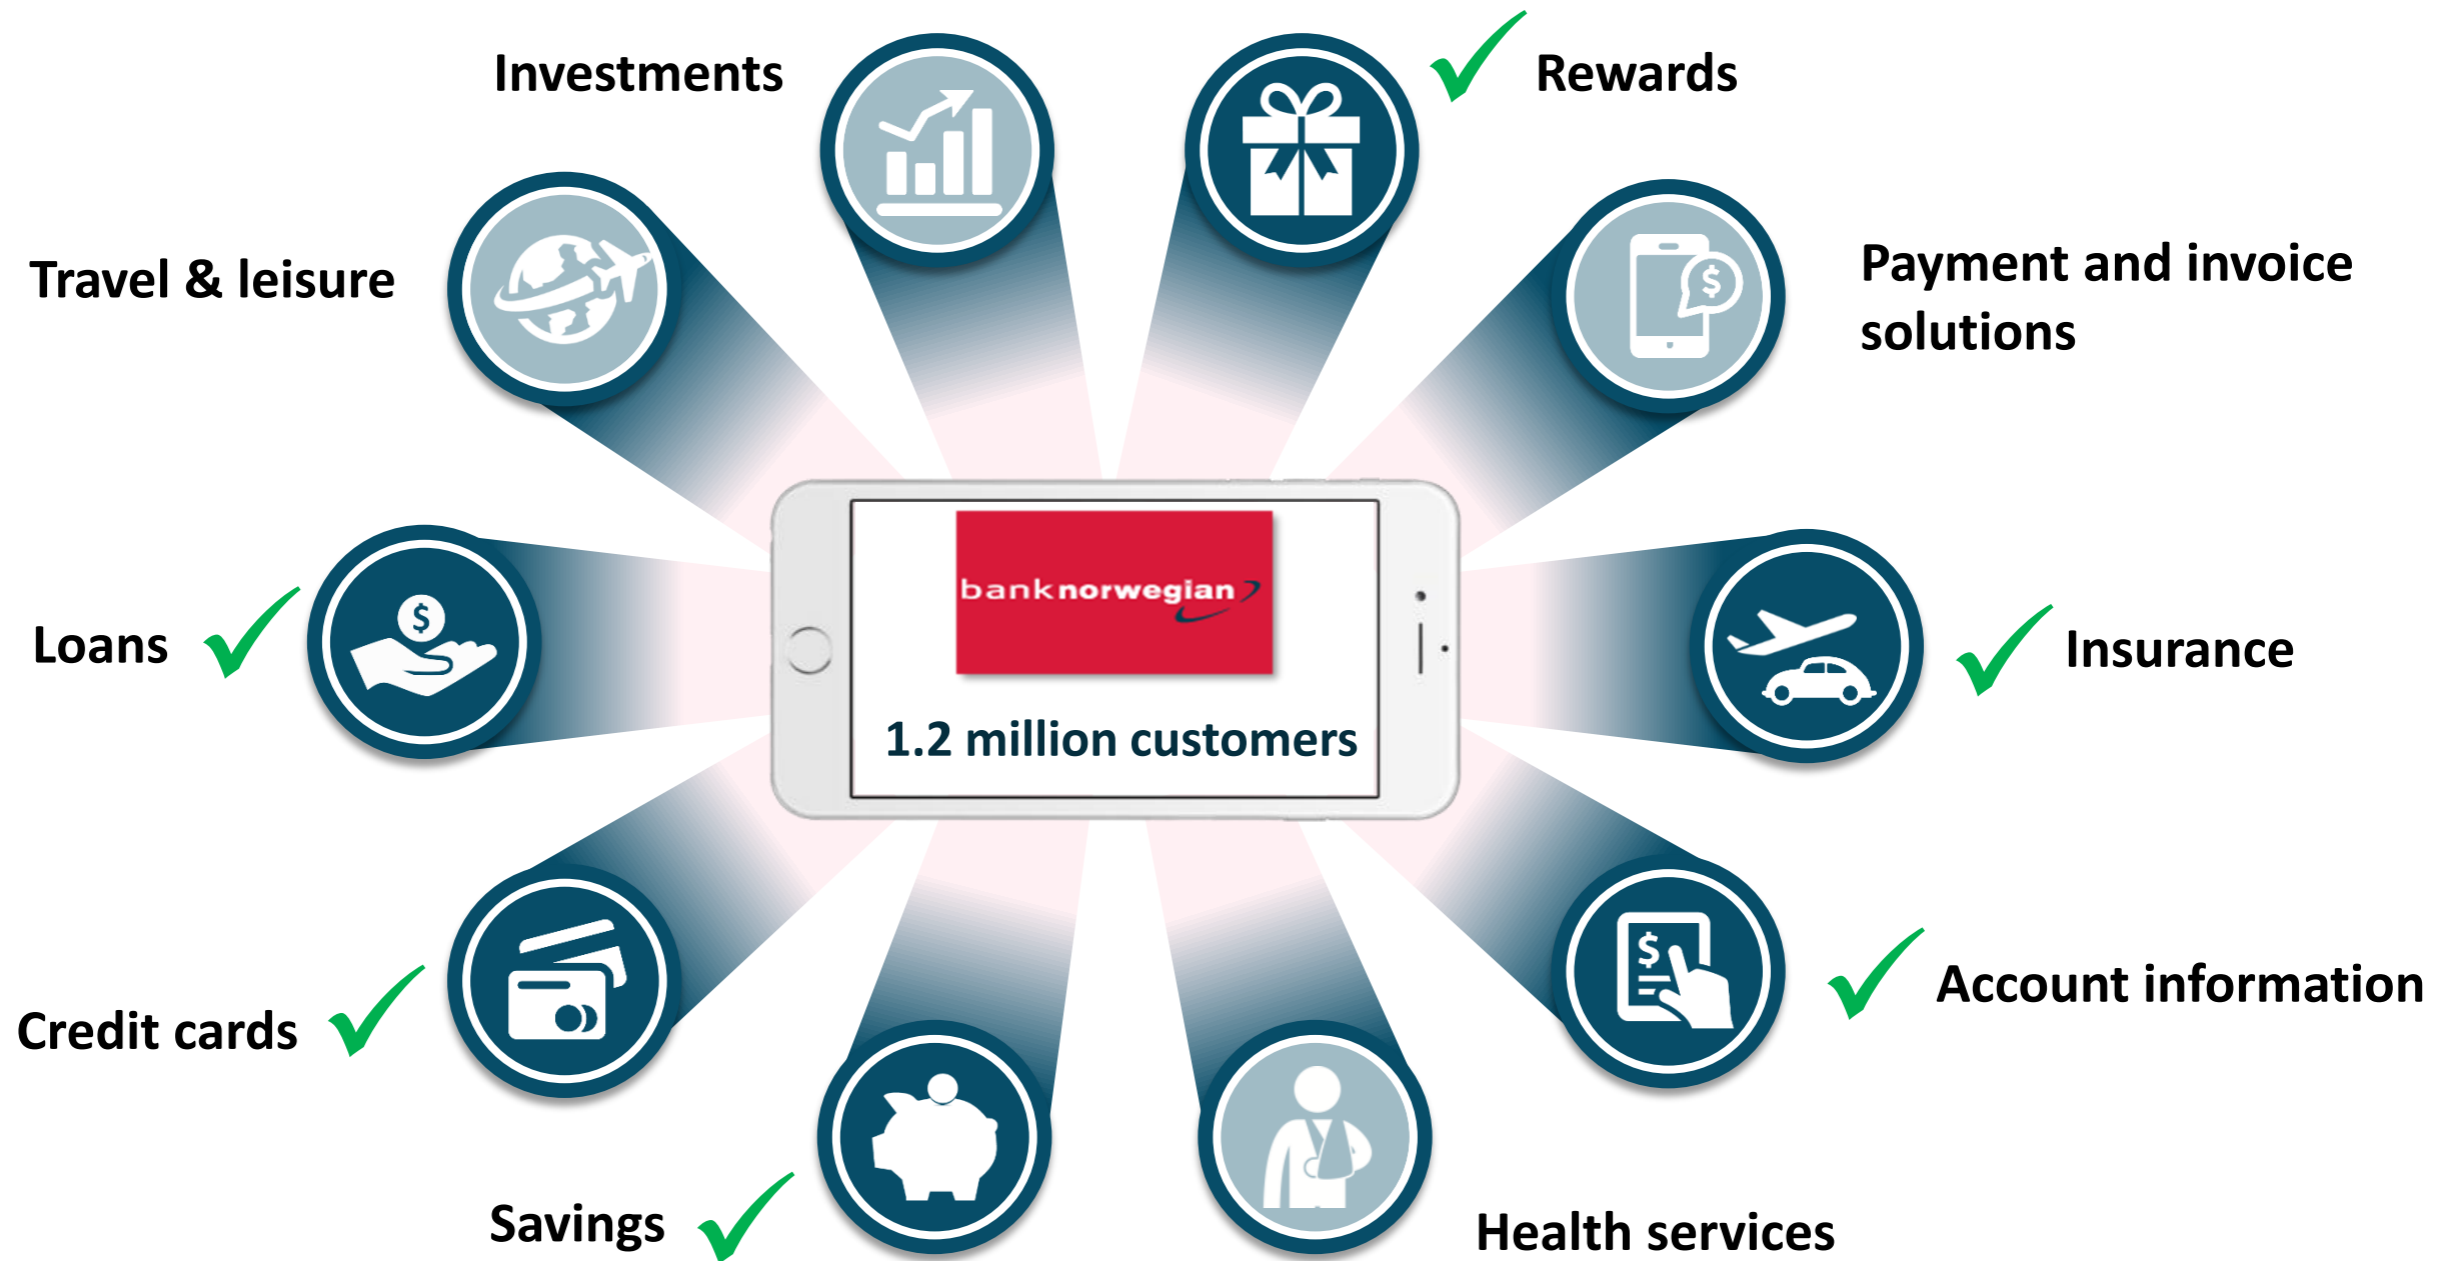 Investments
Rewards
Travel & leisure
Payment and invoice
solutions
$
banknorwegian
1.2 million customers
Loans
$
Insurance
Credit cards
$
Account information
Savings
Health services